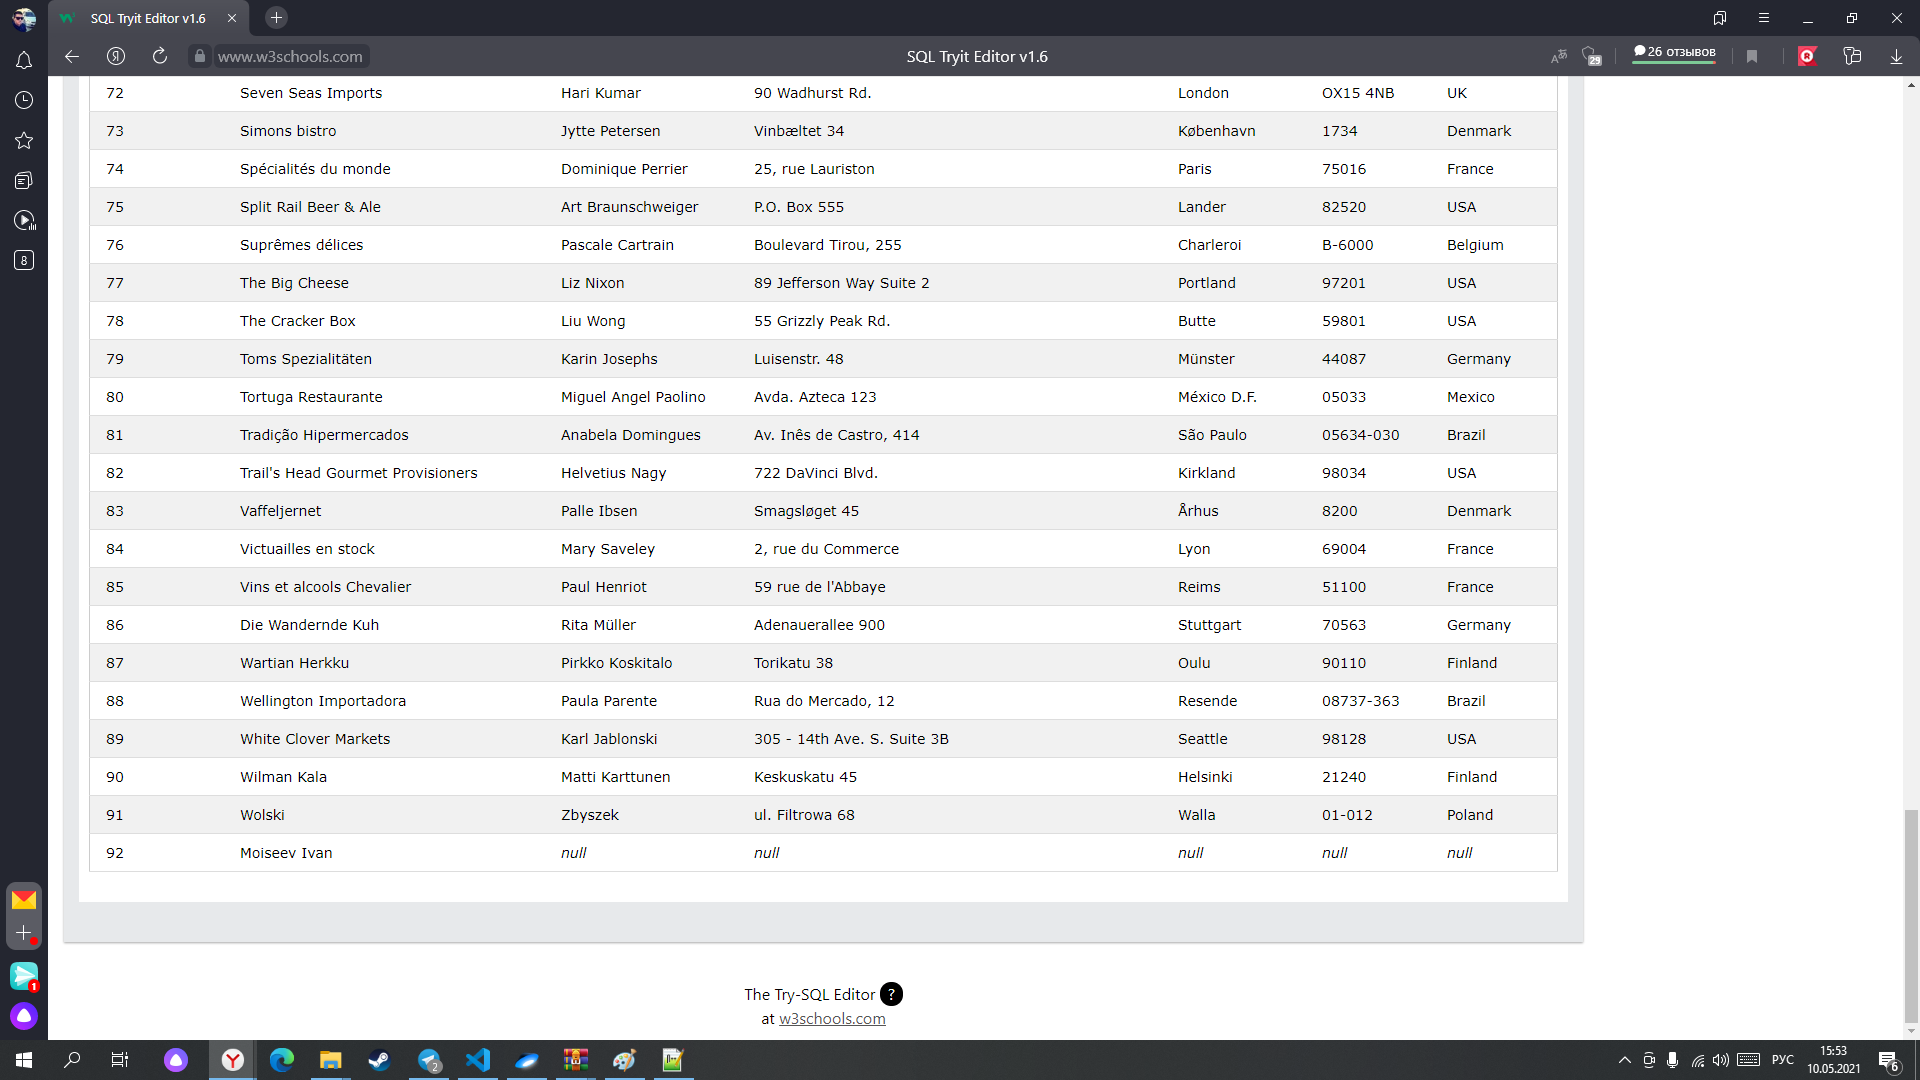 SQL Tryit Editor v1.6
www.w3schools.com
SQL Tryit Editor v1.6
29
26 отзывов
72 Seven Seas Imports Hari Kumar 90 Wadhurst Rd. London OX15 4NB UK
73 Simons bistro Jytte Petersen Vinbæltet 34 København 1734 Denmark
74 Spécialités du monde Dominique Perrier 25, rue Lauriston Paris 75016 France
75 Split Rail Beer & Ale Art Braunschweiger P.O. Box 555 Lander 82520 USA
76 Suprêmes délices Pascale Cartrain Boulevard Tirou, 255 Charleroi B-6000 Belgium
77 The Big Cheese Liz Nixon 89 Jefferson Way Suite 2 Portland 97201 USA
78 The Cracker Box Liu Wong 55 Grizzly Peak Rd. Butte 59801 USA
79 Toms Spezialitäten Karin Josephs Luisenstr. 48 Münster 44087 Germany
80 Tortuga Restaurante Miguel Angel Paolino Avda. Azteca 123 México D.F. 05033 Mexico
81 Tradição Hipermercados Anabela Domingues Av. Inês de Castro, 414 São Paulo 05634-030 Brazil
82 Trail's Head Gourmet Provisioners Helvetius Nagy 722 DaVinci Blvd. Kirkland 98034 USA
83 Vaffeljernet Palle Ibsen Smagsløget 45 Århus 8200 Denmark
84 Victuailles en stock Mary Saveley 2, rue du Commerce Lyon 69004 France
85 Vins et alcools Chevalier Paul Henriot 59 rue de l'Abbaye Reims 51100 France
86 Die Wandernde Kuh Rita Müller Adenauerallee 900 Stuttgart 70563 Germany
87 Wartian Herkku Pirkko Koskitalo Torikatu 38 Oulu 90110 Finland
88 Wellington Importadora Paula Parente Rua do Mercado, 12 Resende 08737-363 Brazil
89 White Clover Markets Karl Jablonski 305 - 14th Ave. S. Suite 3B Seattle 98128 USA
90 Wilman Kala Matti Karttunen Keskuskatu 45 Helsinki 21240 Finland
91 Wolski Zbyszek ul. Filtrowa 68 Walla 01-012 Poland
92 Moiseev Ivan null null null null null
The Try-SQL Editor ?
at w3schools.com
8
1
2
РУС
15:53
10.05.2021
6